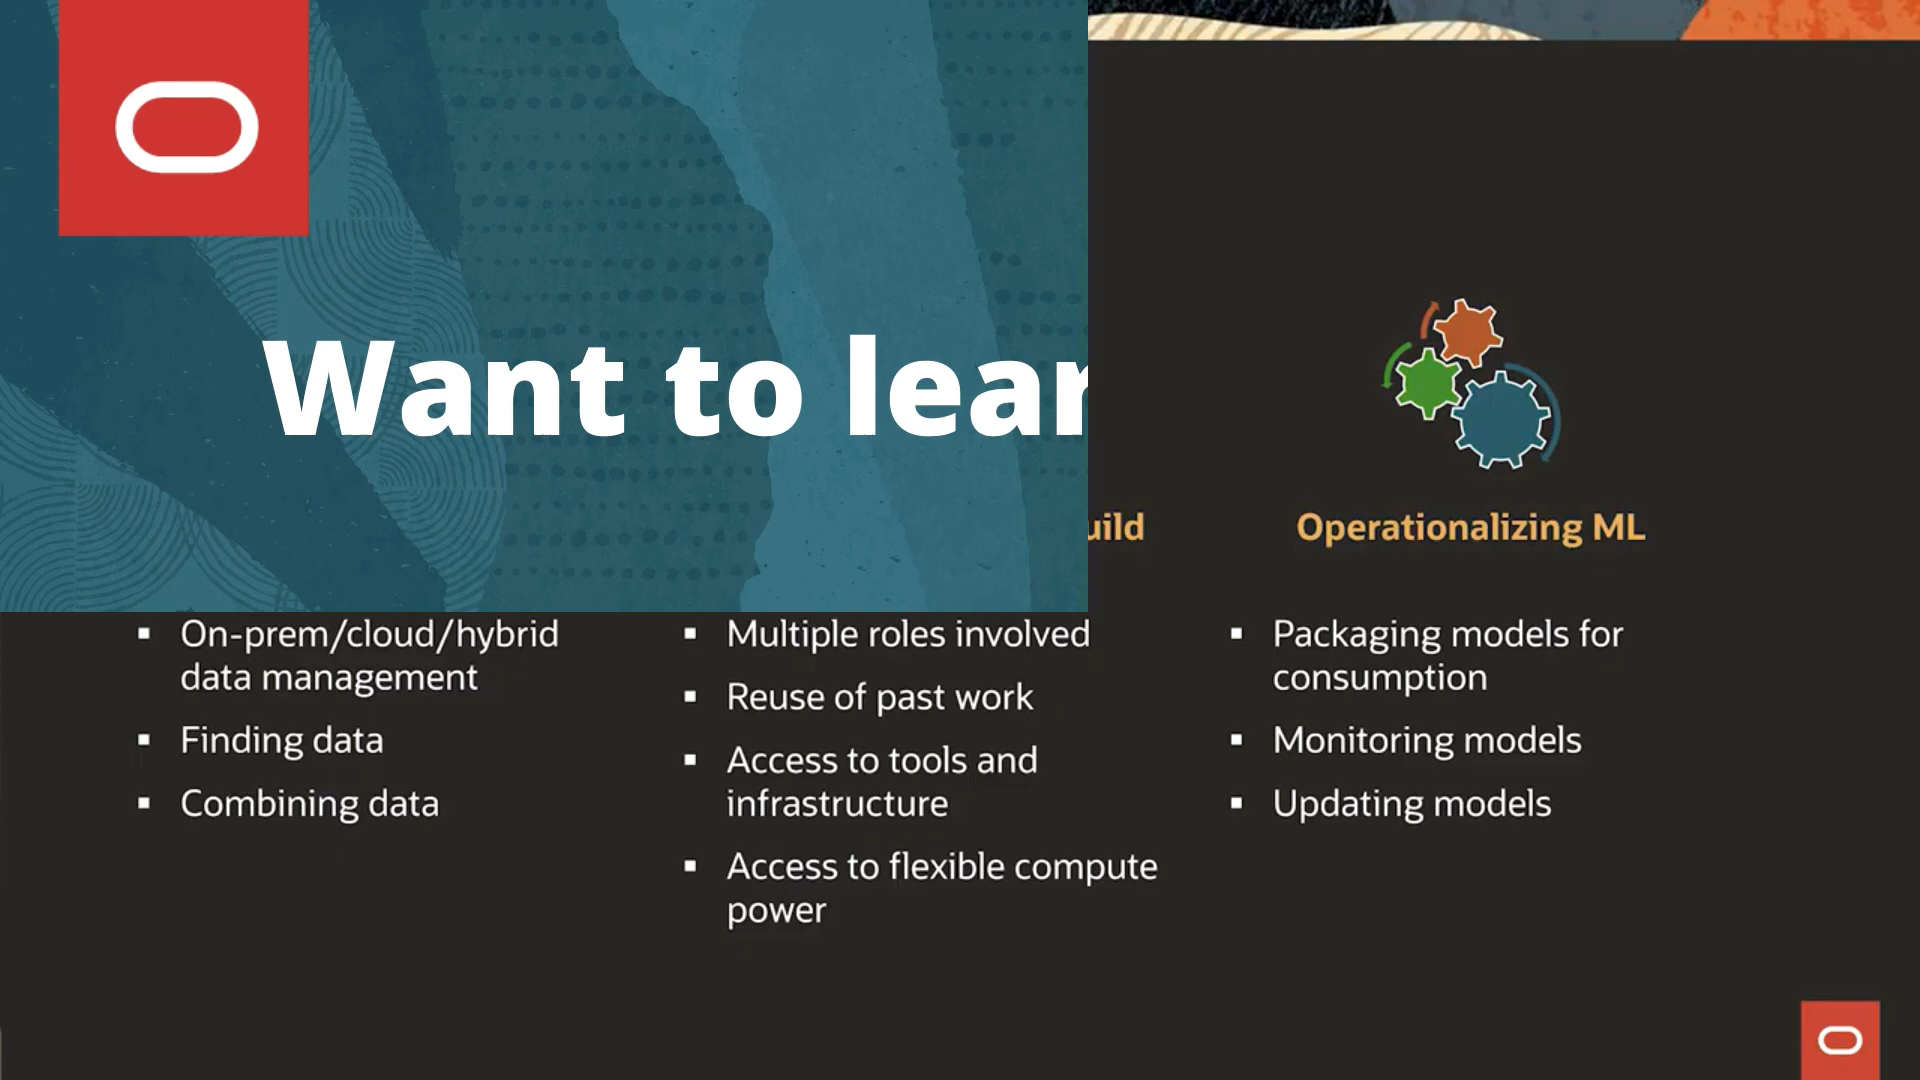 Want to lear
uild
Operationalizing ML
▪ On-prem/cloud/hybrid
data management
▪ Finding data
▪ Combining data
▪ Multiple roles involved
▪ Reuse of past work
▪ Access to tools and
infrastructure
▪ Access to flexible compute
power
▪ Packaging models for
consumption
▪ Monitoring models
▪ Updating models